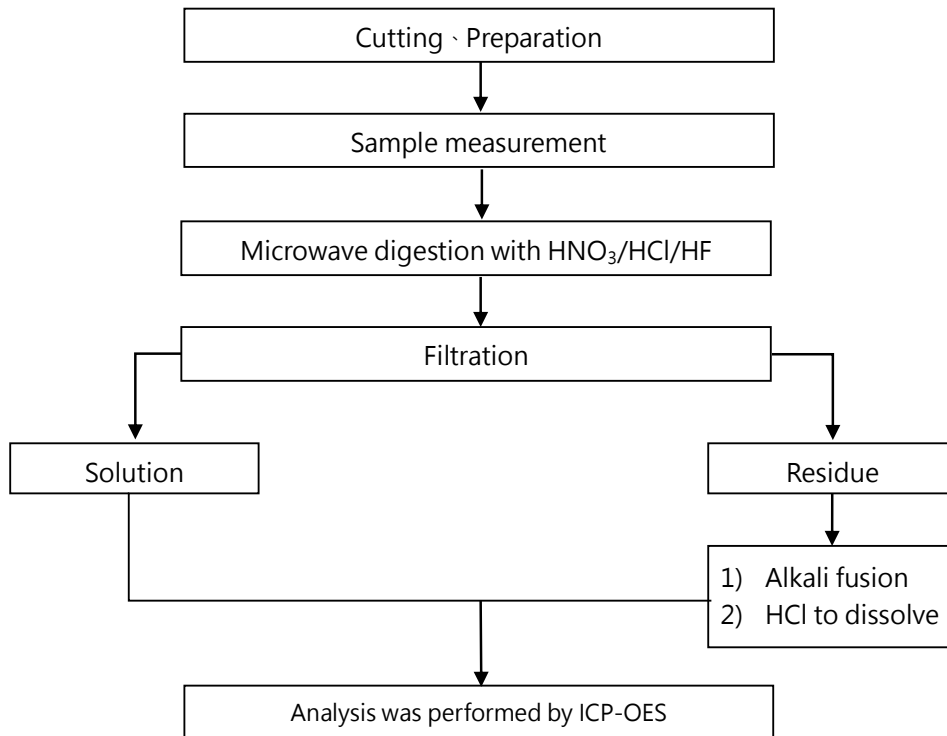 Cutting、Preparation
Sample measurement
Microwave digestion with HNO₃/HCl/HF
Filtration
Solution
Residue
1) Alkali fusion
2) HCl to dissolve
Analysis was performed by ICP-OES